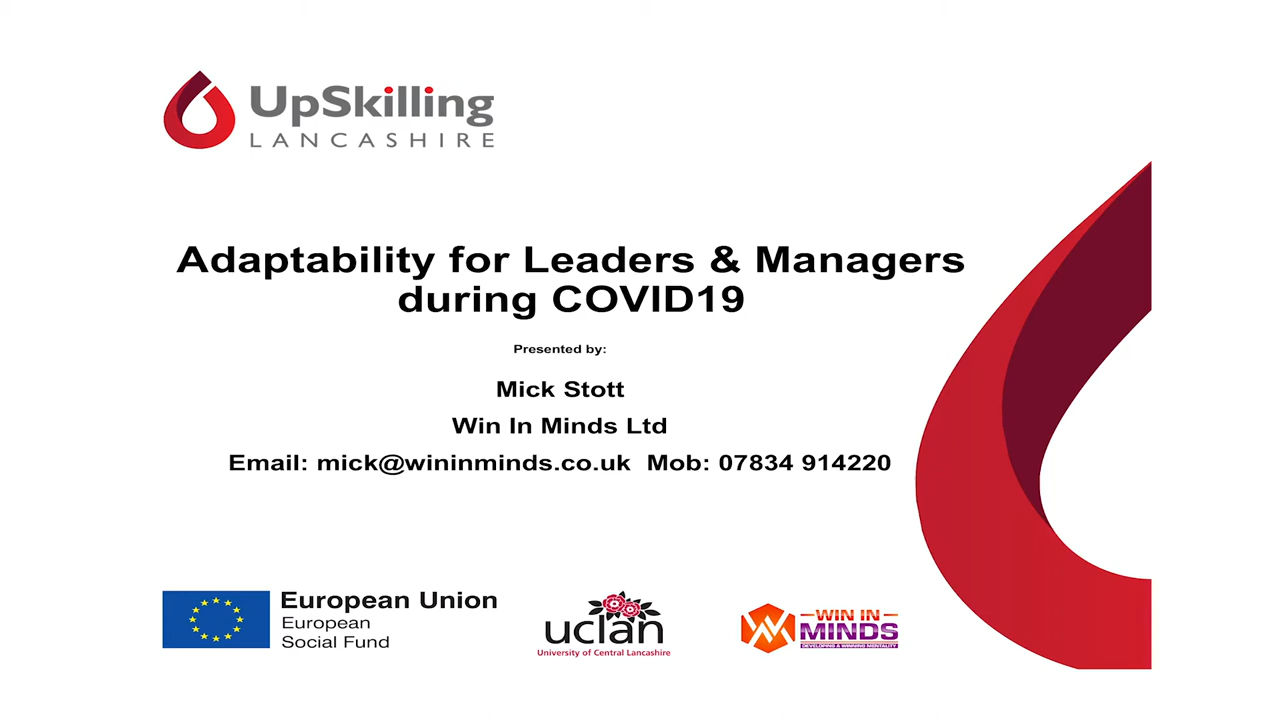 UpSkilling
LANCASHIRE
Adaptability for Leaders & Managers
during COVID19
Presented by:
Mick Stott
Win In Minds Ltd
Email: mick@wininminds.co.uk  Mob: 07834 914220
European Union
European
Social Fund
uclan
University of Central Lancashire
WIN IN
MINDS
DEVELOPING A WINNING MENTALITY